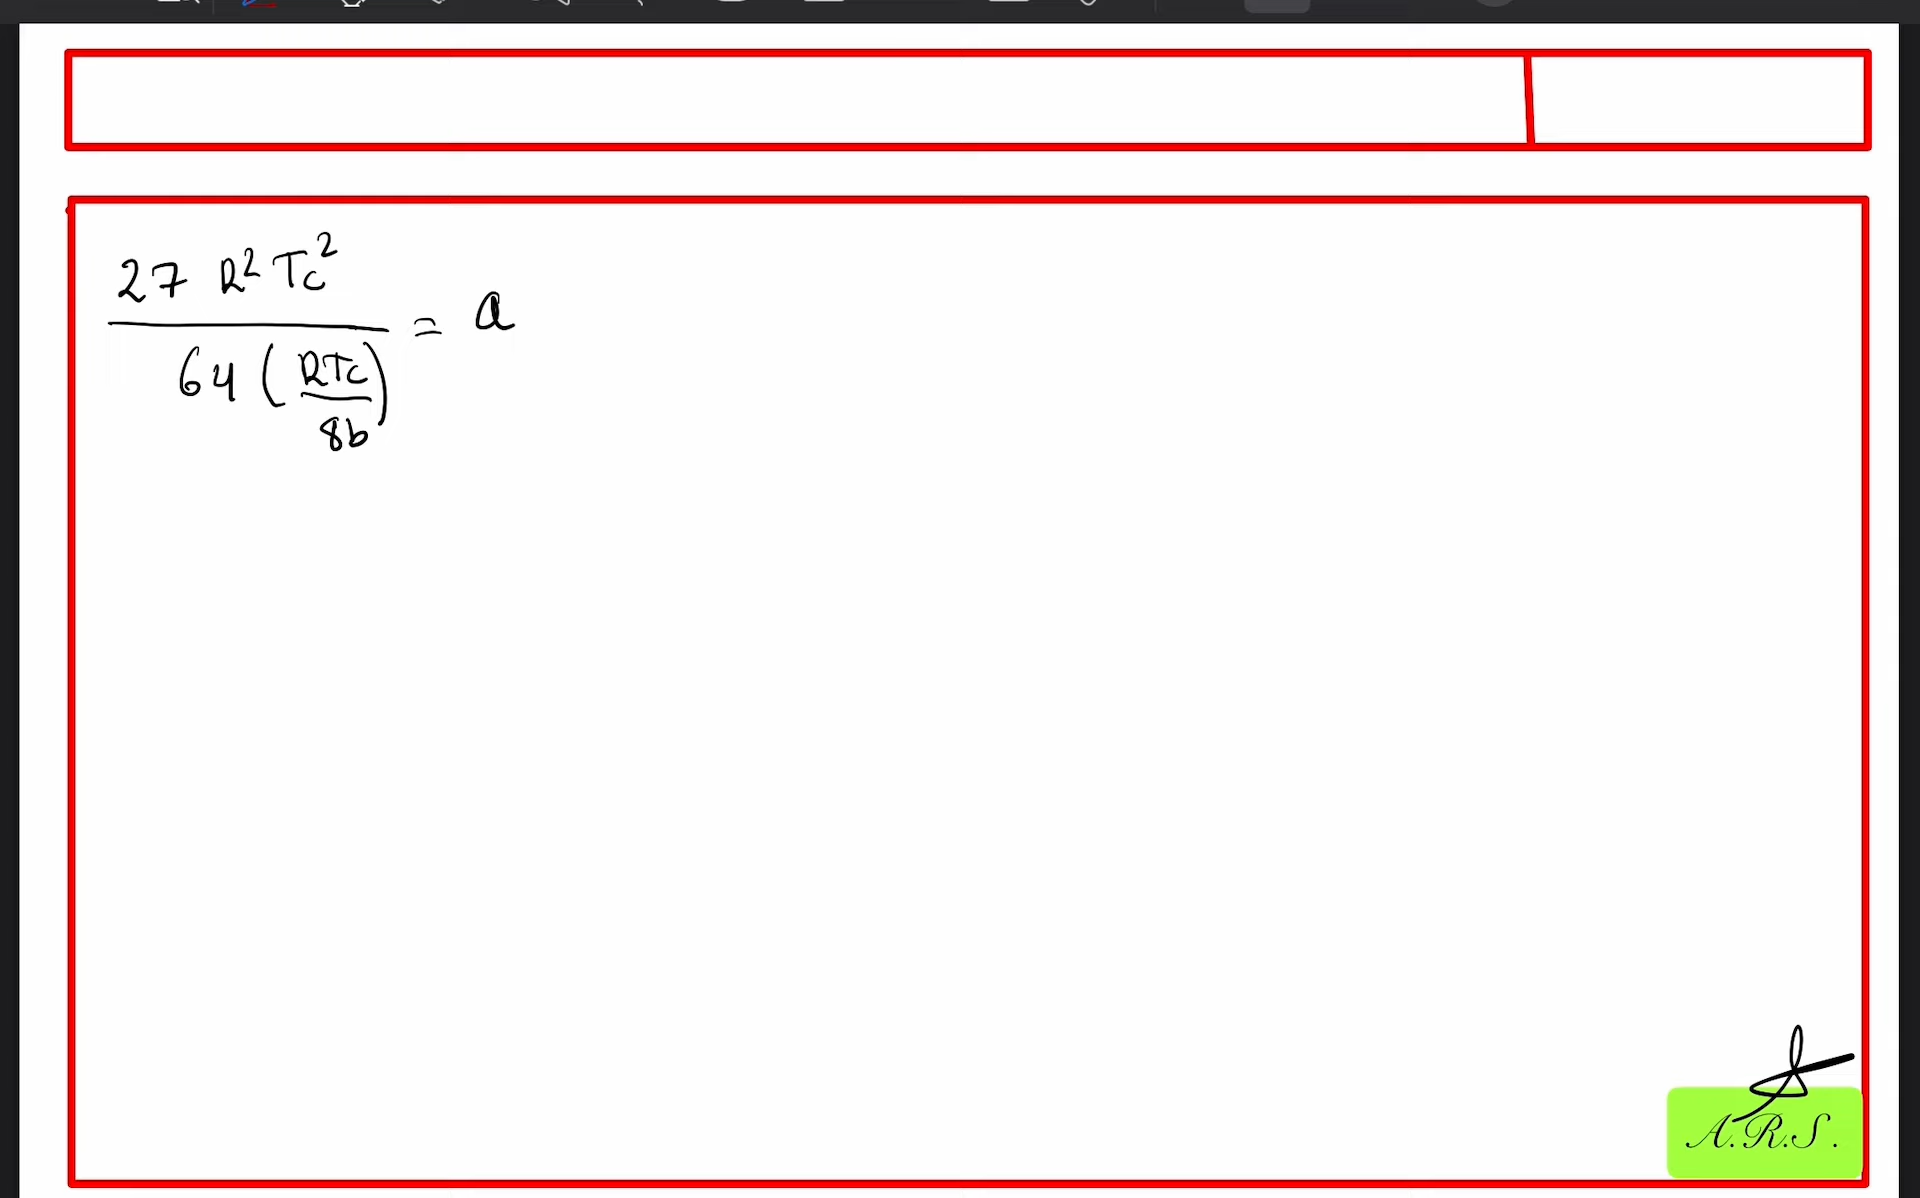 27 R² Tc²
= a
64 (RTc/8b)
A.R.S.